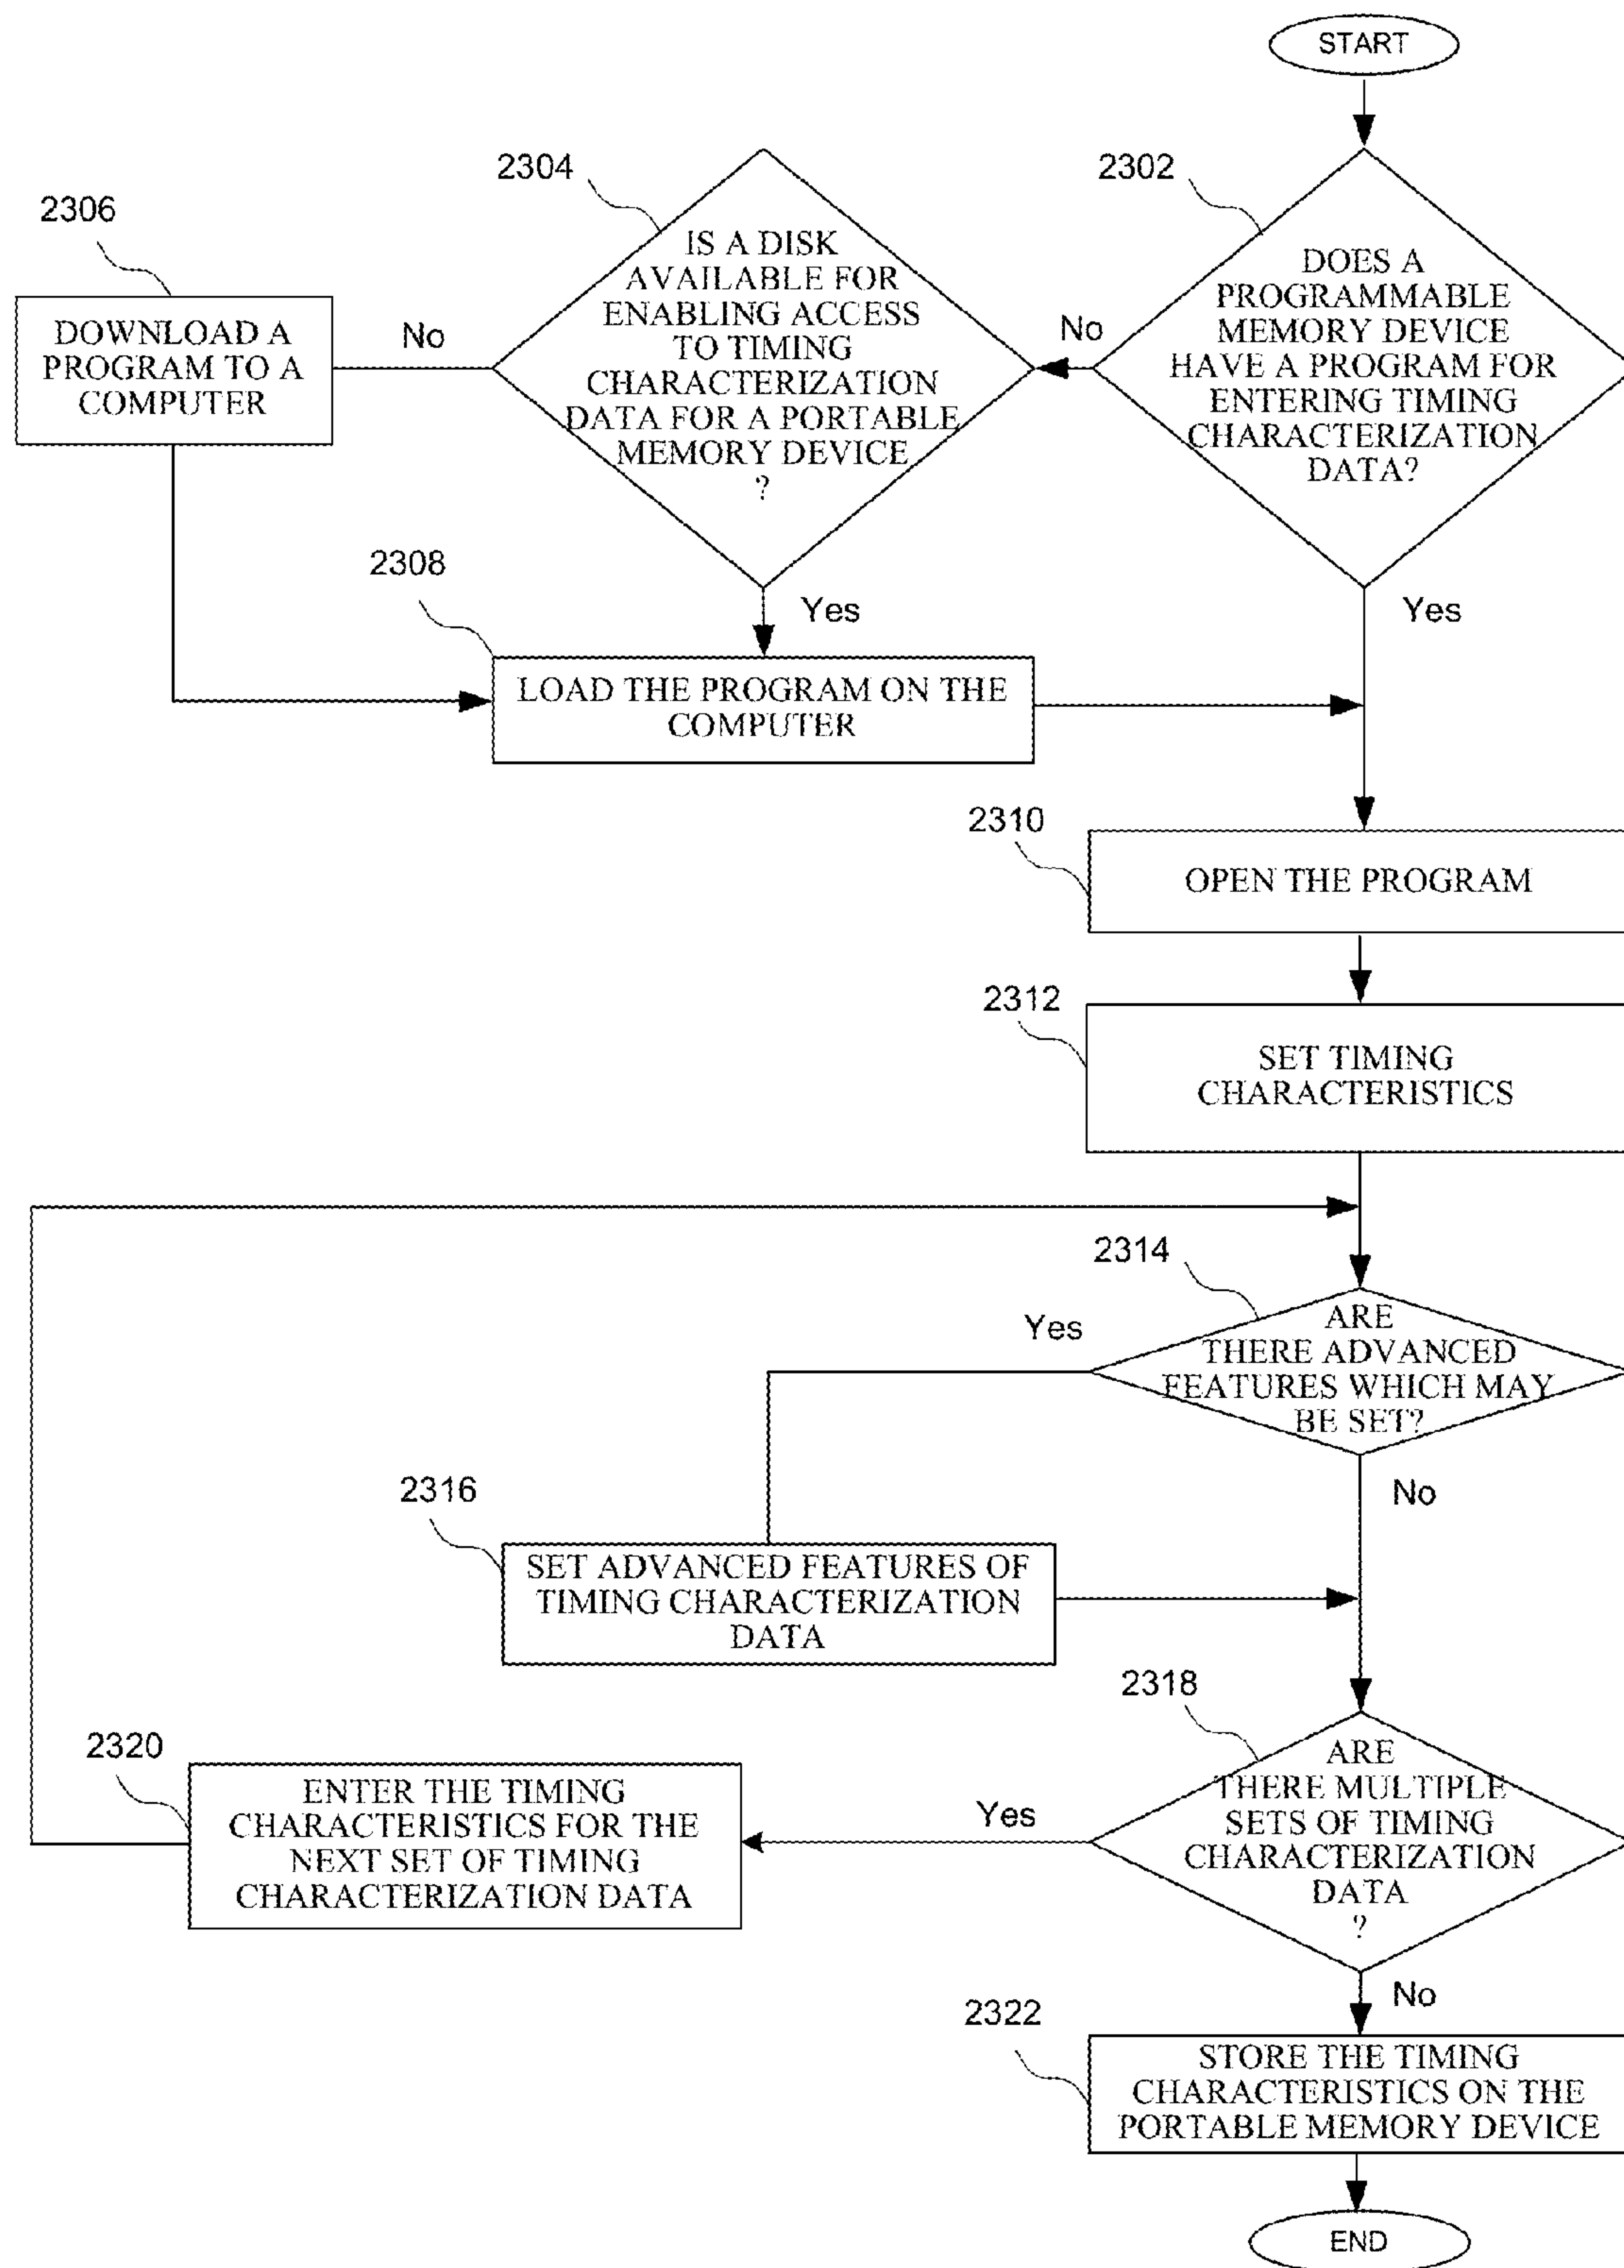 START
2302
DOES A
PROGRAMMABLE
MEMORY DEVICE
HAVE A PROGRAM FOR
ENTERING TIMING
CHARACTERIZATION
DATA?
No
Yes
2304
IS A DISK
AVAILABLE FOR
ENABLING ACCESS
TO TIMING
CHARACTERIZATION
DATA FOR A PORTABLE
MEMORY DEVICE
?
No
Yes
2306
DOWNLOAD A
PROGRAM TO A
COMPUTER
2308
LOAD THE PROGRAM ON THE
COMPUTER
2310
OPEN THE PROGRAM
2312
SET TIMING
CHARACTERISTICS
2314
ARE
THERE ADVANCED
FEATURES WHICH MAY
BE SET?
Yes
No
2316
SET ADVANCED FEATURES OF
TIMING CHARACTERIZATION
DATA
2318
ARE
THERE MULTIPLE
SETS OF TIMING
CHARACTERIZATION
DATA
?
Yes
No
2320
ENTER THE TIMING
CHARACTERISTICS FOR THE
NEXT SET OF TIMING
CHARACTERIZATION DATA
2322
STORE THE TIMING
CHARACTERISTICS ON THE
PORTABLE MEMORY DEVICE
END